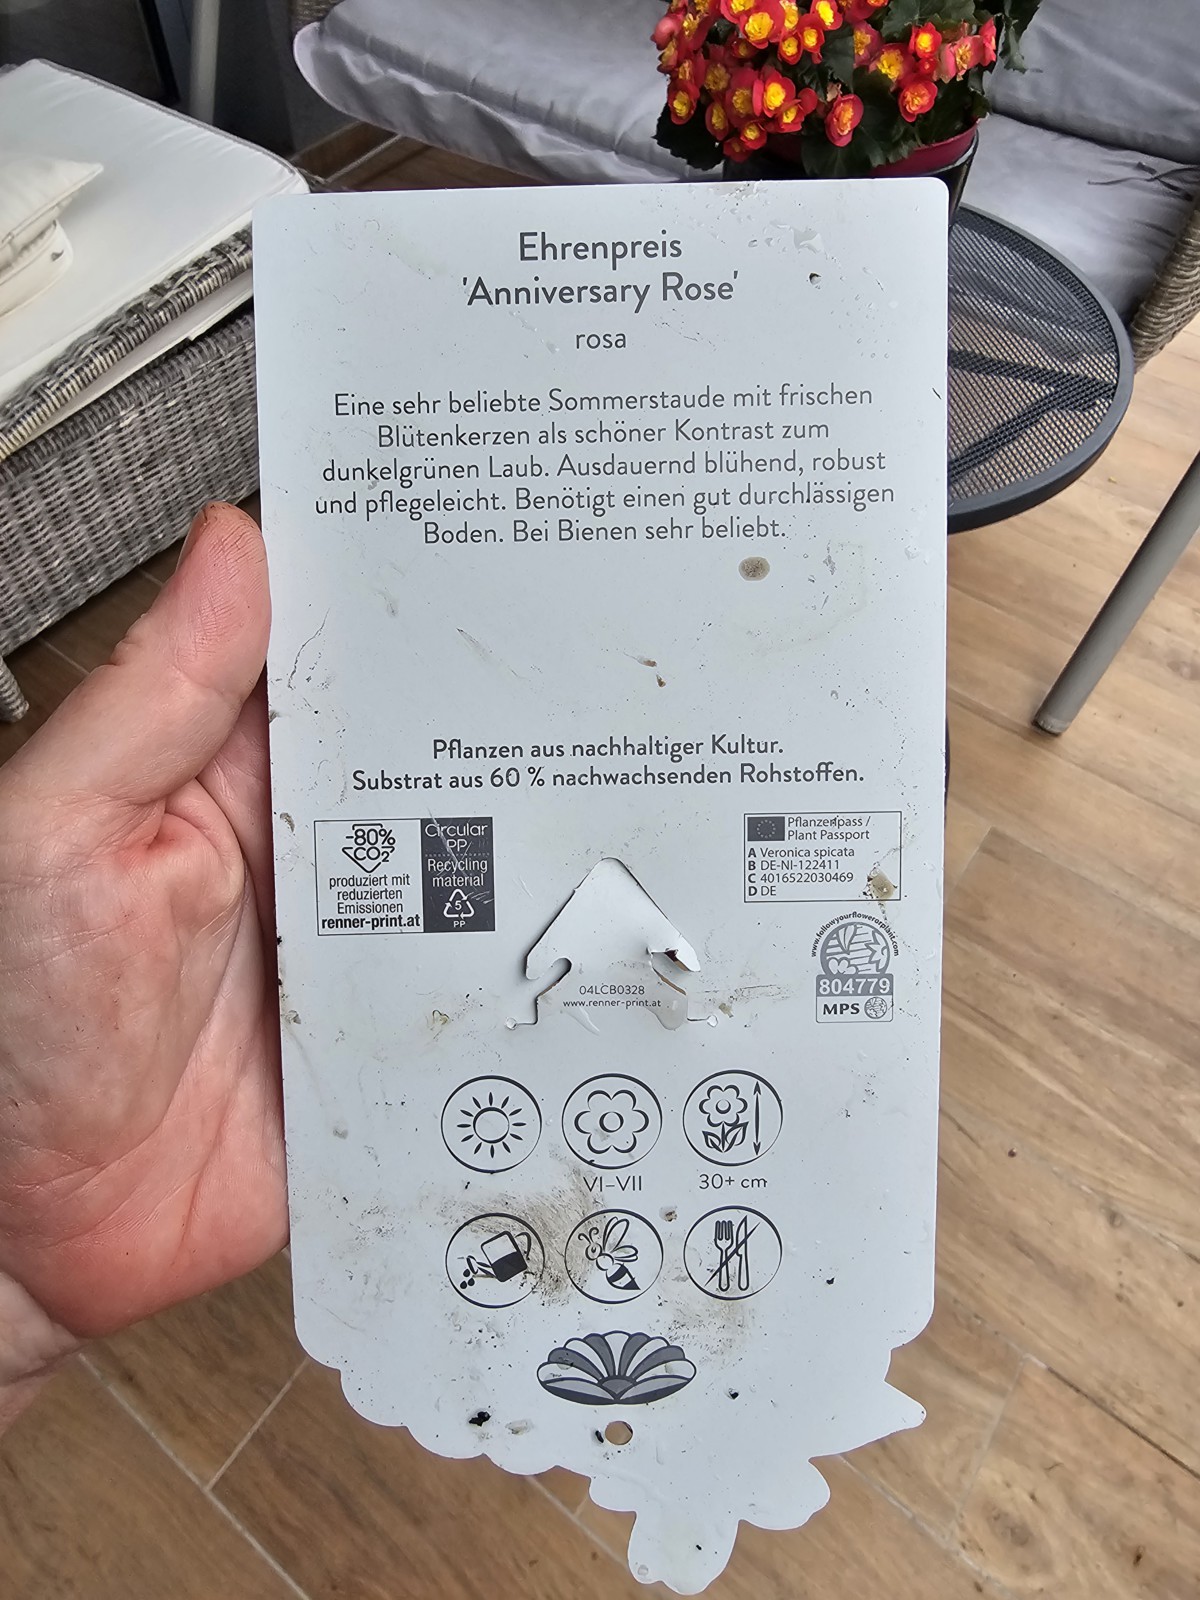 Ehrenpreis
'Anniversary Rose'
rosa
Eine sehr beliebte Sommerstaude mit frischen
Blütenkerzen als schöner Kontrast zum
dunkelgrünen Laub. Ausdauernd blühend, robust
und pflegeleicht. Benötigt einen gut durchlässigen
Boden. Bei Bienen sehr beliebt.
Pflanzen aus nachhaltiger Kultur.
Substrat aus 60 % nachwachsenden Rohstoffen.
-80%
CO2
produziert mit
reduzierten
Emissionen
renner-print.at
Circular
PP
Recycling
material
5
PP
Pflanzenpass /
Plant Passport
A Veronica spicata
B DE-NI-122411
C 4016522030469
D DE
www.followyourflowerorplant.com
804779
MPS
04LCB0328
www.renner-print.at
VI-VII
30+ cm